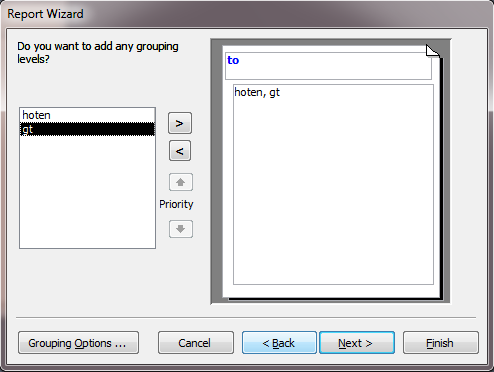 Report Wizard
Do you want to add any grouping
levels?
hoten
gt
>
<
Priority
to
hoten, gt
Grouping Options ...
Cancel
< Back
Next >
Finish